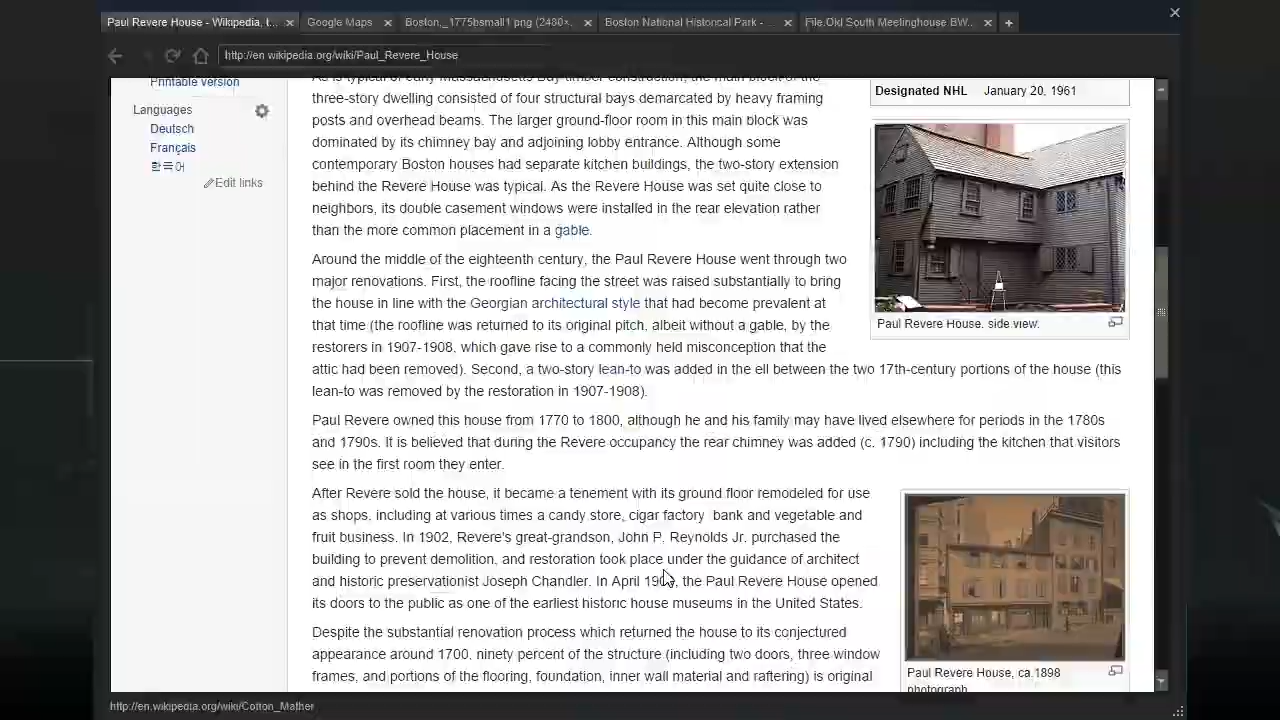 Paul Revere House - Wikipedia, t...
Google Maps
Boston,_1775bsmall1.png (2480×...
Boston National Historical Park - ...
File:Old South Meetinghouse BW...
http://en.wikipedia.org/wiki/Paul_Revere_House
Printable version
Languages
Deutsch
Français
한국어
Edit links
As is typical of early Massachusetts Bay timber construction, the main block of the
three-story dwelling consisted of four structural bays demarcated by heavy framing
posts and overhead beams. The larger ground-floor room in this main block was
dominated by its chimney bay and adjoining lobby entrance. Although some
contemporary Boston houses had separate kitchen buildings, the two-story extension
behind the Revere House was typical. As the Revere House was set quite close to
neighbors, its double casement windows were installed in the rear elevation rather
than the more common placement in a gable.
Designated NHL January 20, 1961
Paul Revere House, side view.
Around the middle of the eighteenth century, the Paul Revere House went through two
major renovations. First, the roofline facing the street was raised substantially to bring
the house in line with the Georgian architectural style that had become prevalent at
that time (the roofline was returned to its original pitch, albeit without a gable, by the
restorers in 1907-1908, which gave rise to a commonly held misconception that the
attic had been removed). Second, a two-story lean-to was added in the ell between the two 17th-century portions of the house (this
lean-to was removed by the restoration in 1907-1908).
Paul Revere owned this house from 1770 to 1800, although he and his family may have lived elsewhere for periods in the 1780s
and 1790s. It is believed that during the Revere occupancy the rear chimney was added (c. 1790) including the kitchen that visitors
see in the first room they enter.
After Revere sold the house, it became a tenement with its ground floor remodeled for use
as shops, including at various times a candy store, cigar factory bank and vegetable and
fruit business. In 1902, Revere's great-grandson, John P. Reynolds Jr. purchased the
building to prevent demolition, and restoration took place under the guidance of architect
and historic preservationist Joseph Chandler. In April , the Paul Revere House opened
its doors to the public as one of the earliest historic house museums in the United States.
Despite the substantial renovation process which returned the house to its conjectured
appearance around 1700, ninety percent of the structure (including two doors, three window
frames, and portions of the flooring, foundation, inner wall material and raftering) is original
Paul Revere House, ca.1898
photograph
http://en.wikipedia.org/wiki/Cotton_Mather